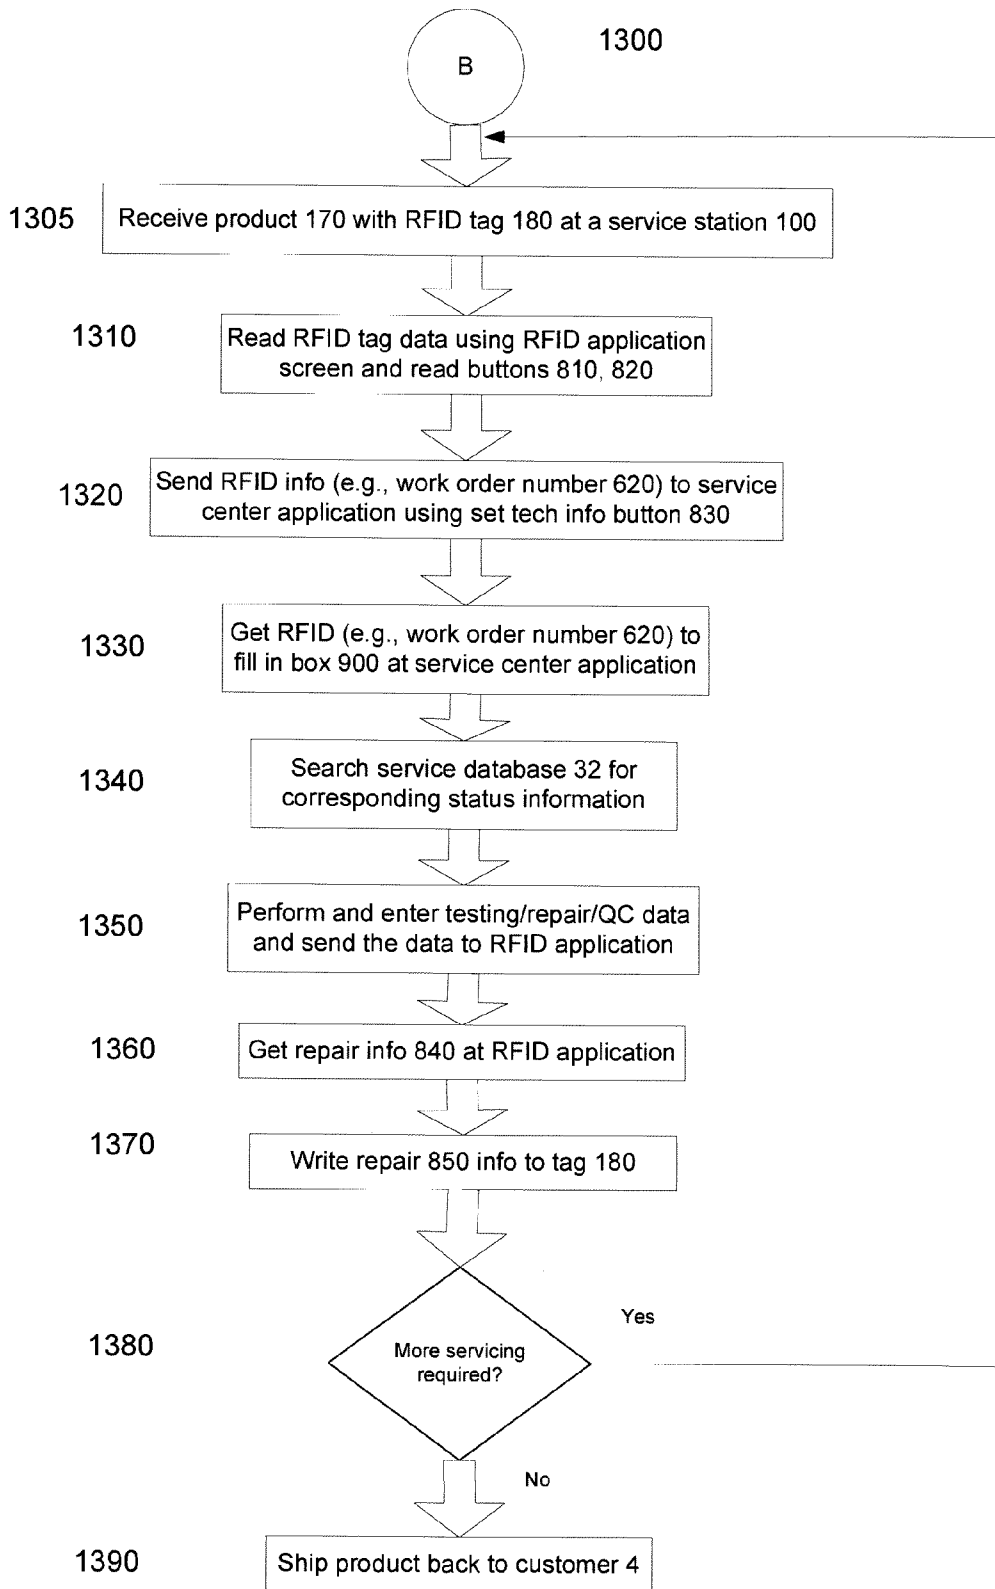 1300
B
1305
Receive product 170 with RFID tag 180 at a service station 100
1310
Read RFID tag data using RFID application
screen and read buttons 810, 820
1320
Send RFID info (e.g., work order number 620) to service
center application using set tech info button 830
1330
Get RFID (e.g., work order number 620) to
fill in box 900 at service center application
1340
Search service database 32 for
corresponding status information
1350
Perform and enter testing/repair/QC data
and send the data to RFID application
1360
Get repair info 840 at RFID application
1370
Write repair 850 info to tag 180
1380
More servicing
required?
Yes
No
1390
Ship product back to customer 4